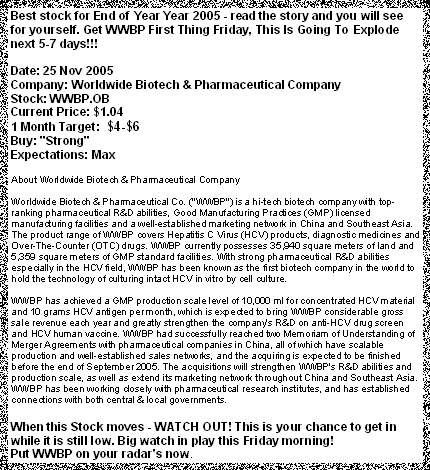 Best stock for End of Year Year 2005 - read the story and you will see
for yourself. Get WWBP First Thing Friday, This Is Going To Explode
next 5-7 days!!!
Date: 25 Nov 2005
Company: Worldwide Biotech & Pharmaceutical Company
Stock: WWBP.OB
Current Price: $1.04
1 Month Target: $4-$6
Buy: "Strong"
Expectations: Max
About Worldwide Biotech & Pharmaceutical Company
Worldwide Biotech & Pharmaceutical Co. ("WWBP") is a hi-tech biotech company with top-
ranking pharmaceutical R&D abilities, Good Manufacturing Practices (GMP) licensed
manufacturing facilities and a well-established marketing network in China and Southeast Asia.
The product range of WWBP covers Hepatitis C Virus (HCV) products, diagnostic medicines and
Over-The-Counter (OTC) drugs. WWBP currently possesses 35,940 square meters of land and
5,359 square meters of GMP standard facilities. With strong pharmaceutical R&D abilities
especially in the HCV field, WWBP has been known as the first biotech company in the world to
hold the technology of culturing intact HCV in vitro by cell culture.
WWBP has achieved a GMP production scale level of 10,000 ml for concentrated HCV material
and 10 grams HCV antigen per month, which is expected to bring WWBP considerable gross
sale revenue each year and greatly strengthen the company's R&D on anti-HCV drug screen
and HCV human vaccine. WWBP had successfully reached two Memoriam of Understanding of
Merger Agreements with pharmaceutical companies in China, all of which have scalable
production and well-established sales networks, and the acquiring is expected to be finished
before the end of September 2005. The acquisitions will strengthen WWBP's R&D abilities and
production scale, as well as extend its marketing network throughout China and Southeast Asia.
WWBP has been working closely with pharmaceutical research institutes, and has established
connections with both central & local governments.
When this Stock moves - WATCH OUT! This is your chance to get in
while it is still low. Big watch in play this Friday morning!
Put WWBP on your radar's now.